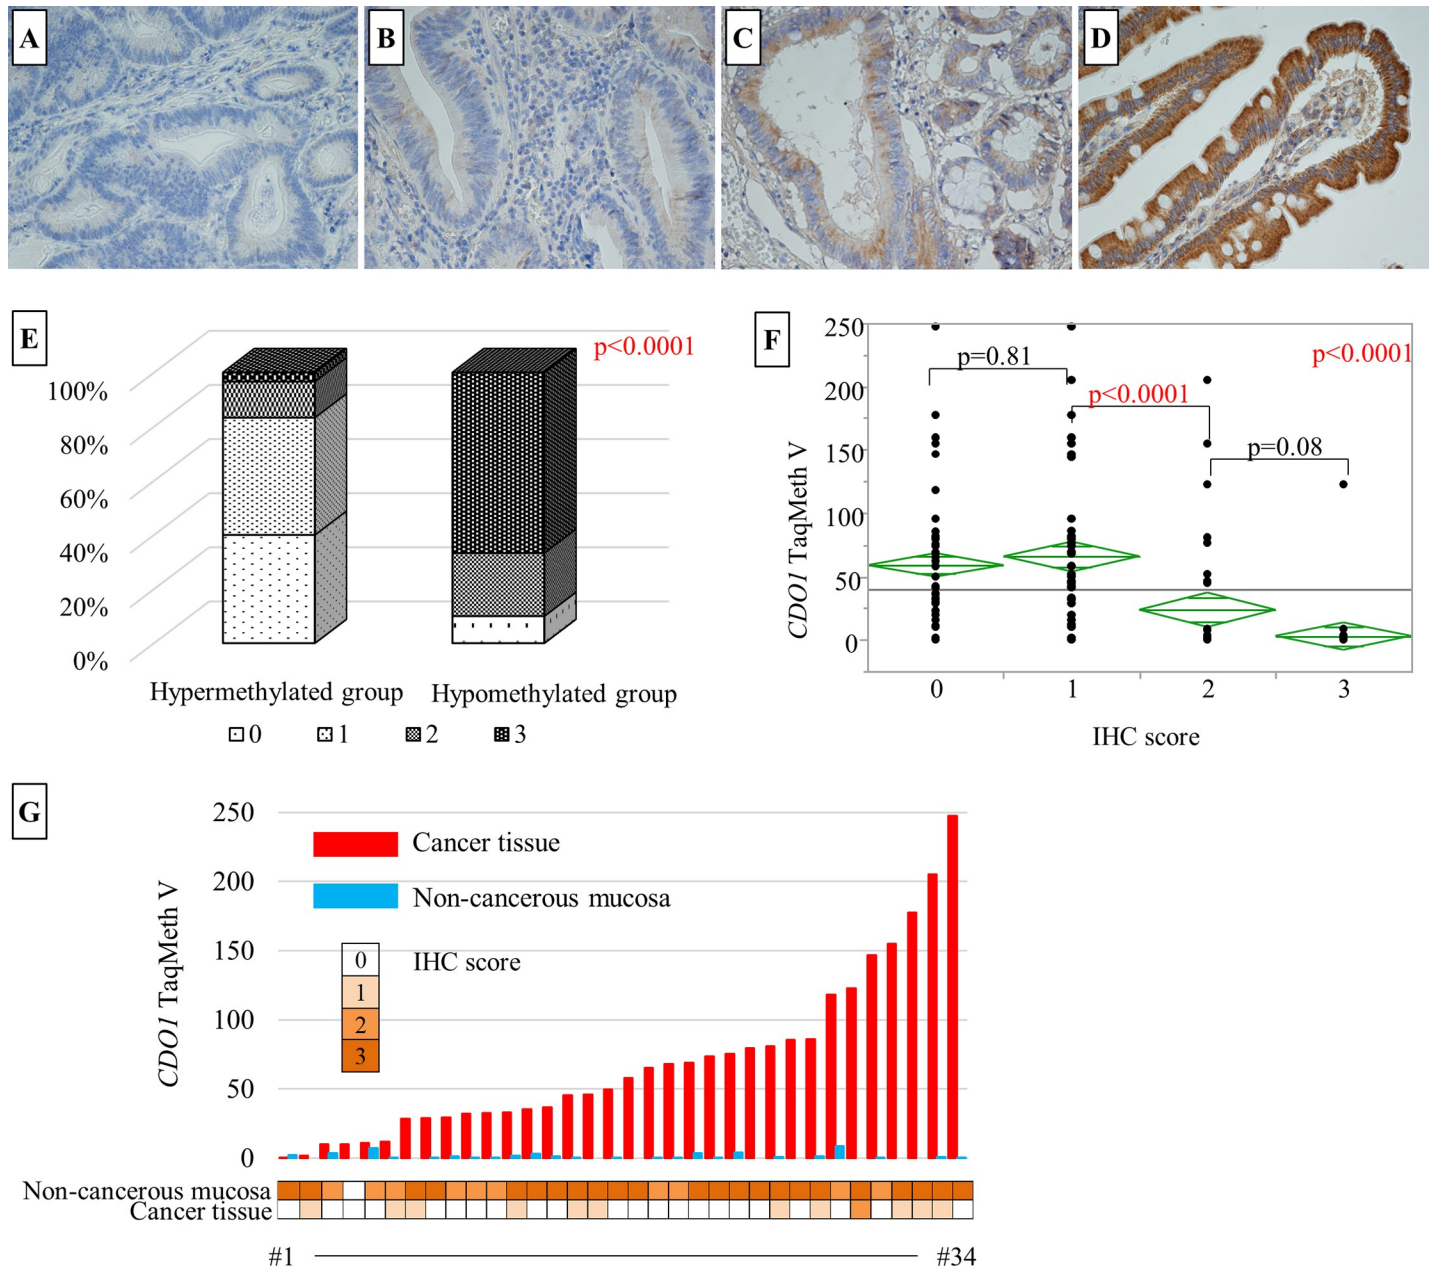 A
B
C
D
E
p<0.0001
100%
80%
60%
40%
20%
0%
Hypermethylated group
Hypomethylated group
0 1 2 3
F
250
200
150
100
50
0
CDO1 TaqMeth V
p=0.81
p<0.0001
p=0.08
p<0.0001
0 1 2 3
IHC score
G
250
200
150
100
50
0
CDO1 TaqMeth V
Cancer tissue
Non-cancerous mucosa
IHC score
0
1
2
3
Non-cancerous mucosa
Cancer tissue
#1 #34